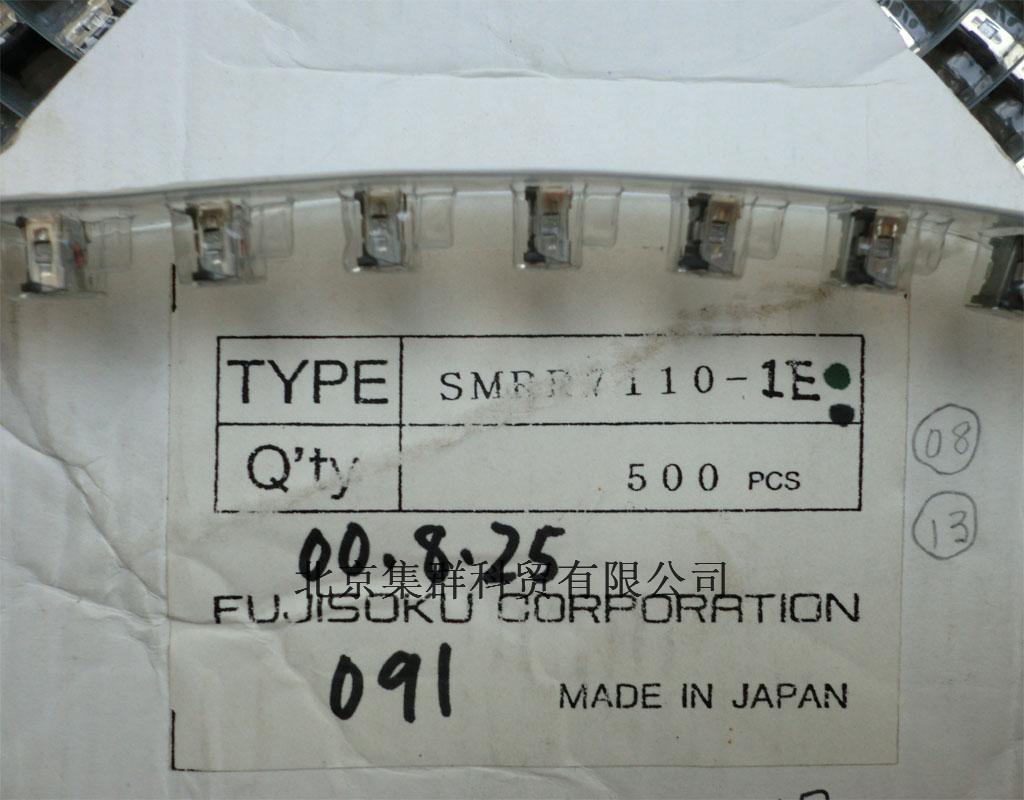 TYPE SMRR7110-1E
08
Q'ty 500 PCS
13
00.8.25
北京集群科贸有限公司
FUJISOKU CORPORATION
091
MADE IN JAPAN